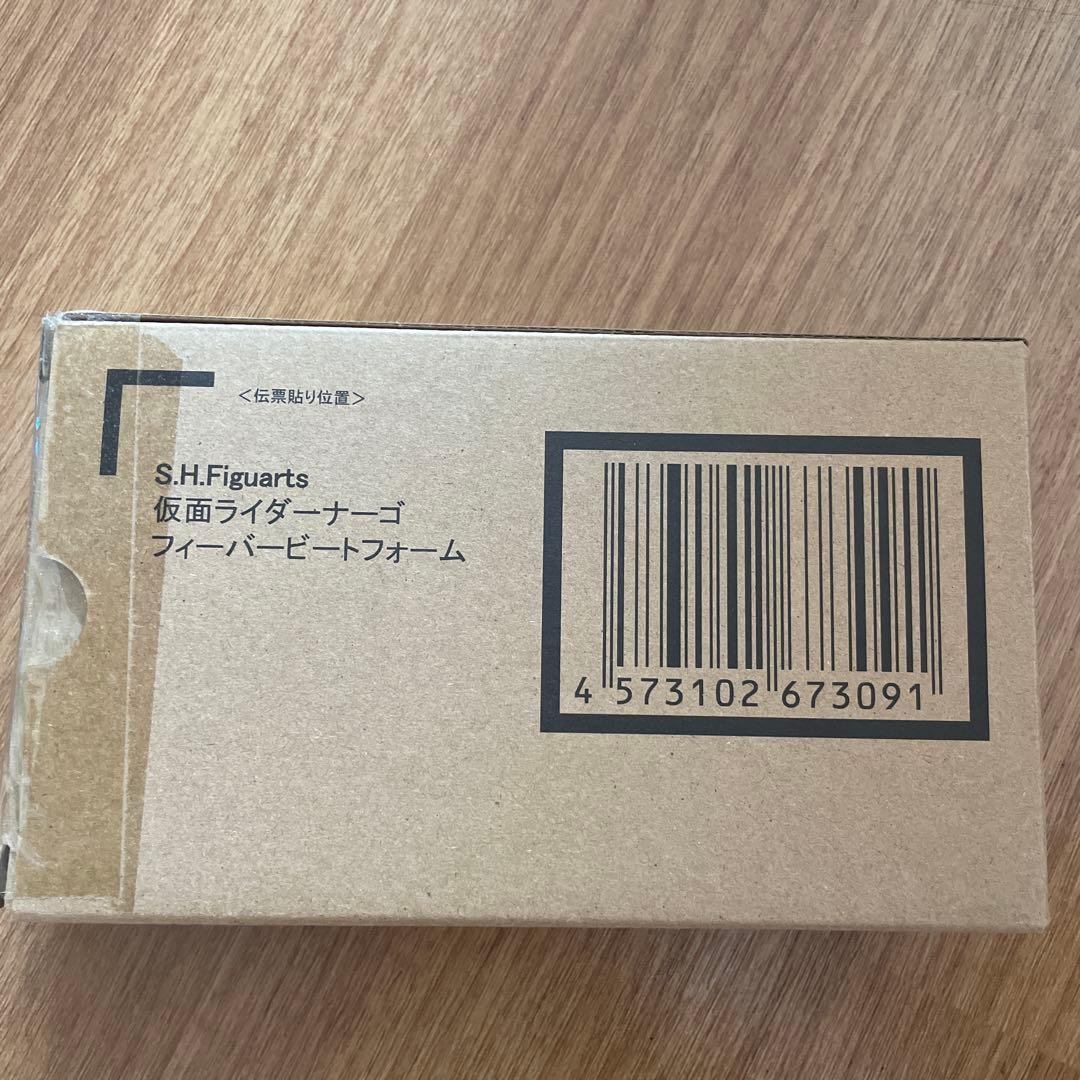 ＜伝票貼り位置＞
S.H.Figuarts
仮面ライダーナーゴ
フィーバービートフォーム
4 573102 673091